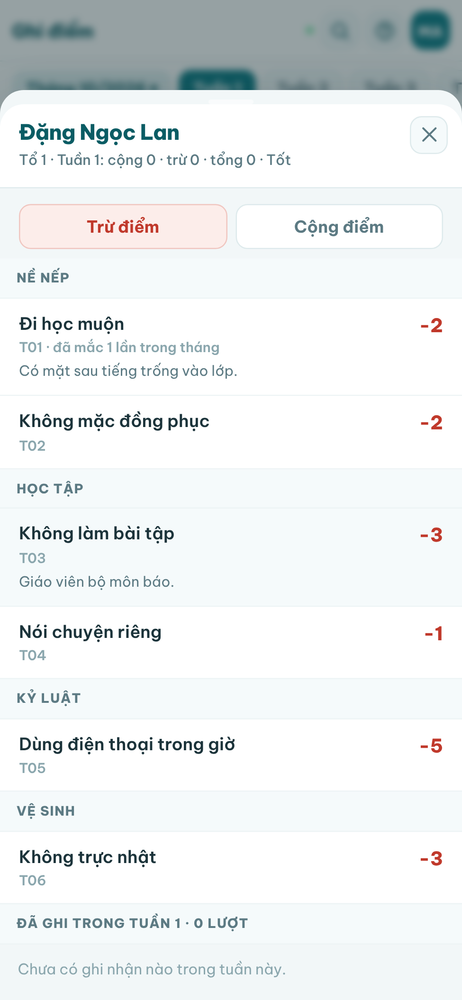 Ghi điểm
Đặng Ngọc Lan
Tổ 1 · Tuần 1: cộng 0 · trừ 0 · tổng 0 · Tốt
Trừ điểm
Cộng điểm
NỀ NẾP
Đi học muộn
-2
T01 · đã mắc 1 lần trong tháng
Có mặt sau tiếng trống vào lớp.
Không mặc đồng phục
-2
T02
HỌC TẬP
Không làm bài tập
-3
T03
Giáo viên bộ môn báo.
Nói chuyện riêng
-1
T04
KỶ LUẬT
Dùng điện thoại trong giờ
-5
T05
VỆ SINH
Không trực nhật
-3
T06
ĐÃ GHI TRONG TUẦN 1 · 0 LƯỢT
Chưa có ghi nhận nào trong tuần này.